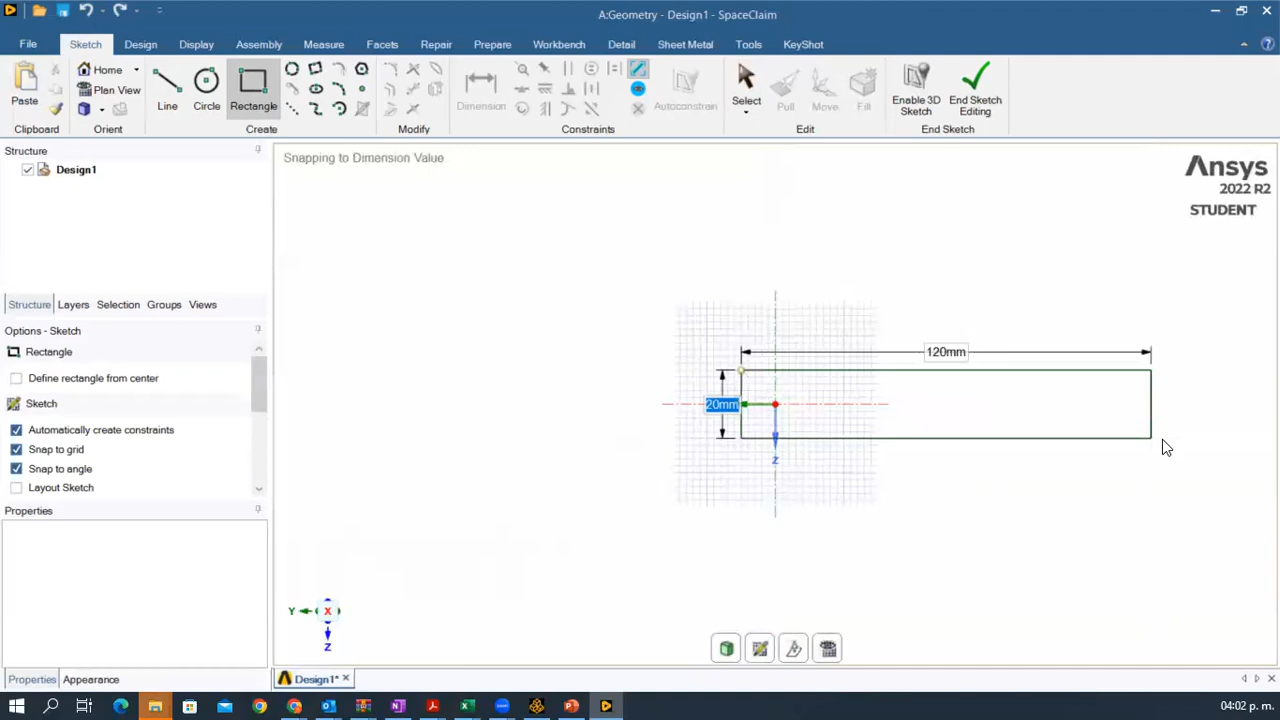 A:Geometry - Design1 - SpaceClaim
File Sketch Design Display Assembly Measure Facets Repair Prepare Workbench Detail Sheet Metal Tools KeyShot
Paste
Home
Plan View
Line Circle Rectangle
Dimension
Autoconstrain
Select Pull Move Fill
Enable 3D Sketch
End Sketch Editing
Clipboard Orient Create Modify Constraints Edit End Sketch
Structure
Design1
Snapping to Dimension Value
Ansys
2022 R2
STUDENT
Structure Layers Selection Groups Views
Options - Sketch
Rectangle
Define rectangle from center
Sketch
Automatically create constraints
Snap to grid
Snap to angle
Layout Sketch
Properties
120mm
20mm
Z
Y X
Z
Properties Appearance
Design1*
04:02 p. m.